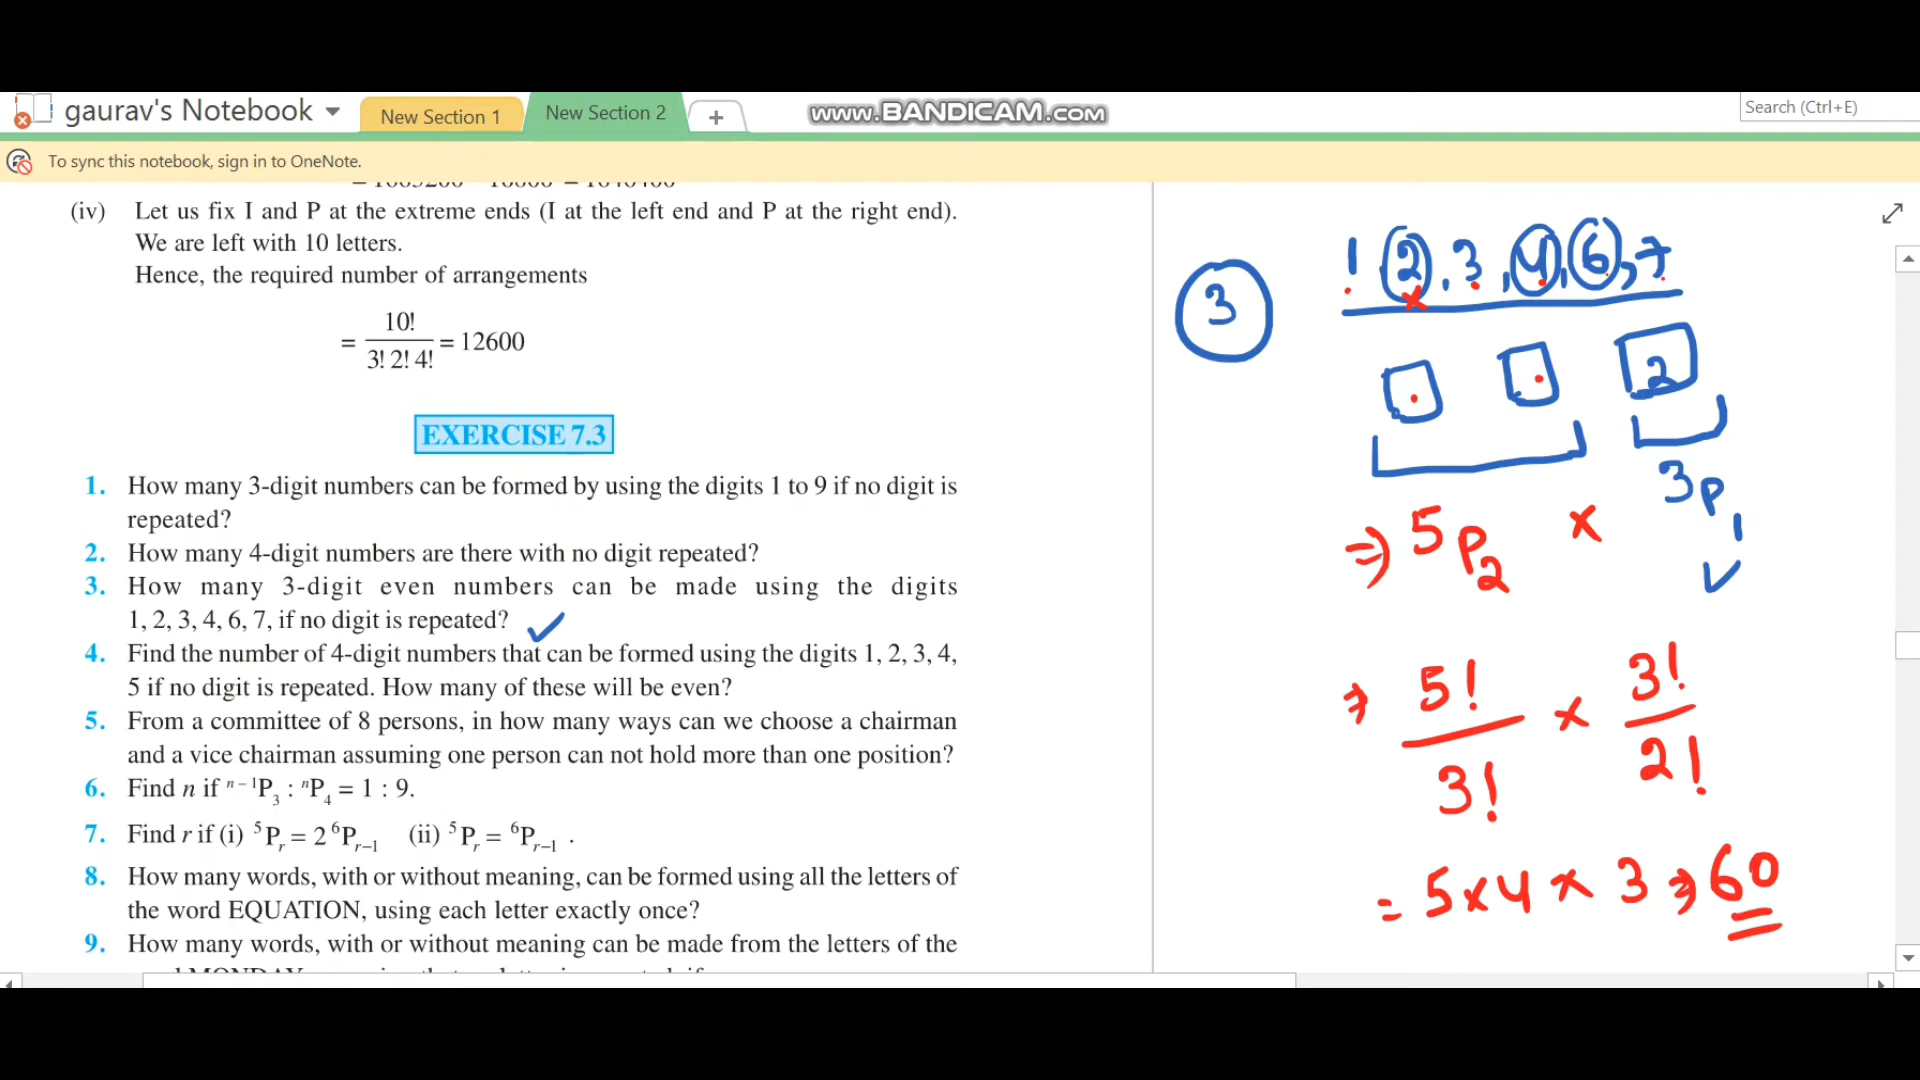 gaurav's Notebook
New Section 1
New Section 2
+
www.BANDICAM.com
Search (Ctrl+E)
To sync this notebook, sign in to OneNote.
(iv) Let us fix I and P at the extreme ends (I at the left end and P at the right end).
We are left with 10 letters.
Hence, the required number of arrangements
= 10! / 3! 2! 4! = 12600
EXERCISE 7.3
1. How many 3-digit numbers can be formed by using the digits 1 to 9 if no digit is
repeated?
2. How many 4-digit numbers are there with no digit repeated?
3. How many 3-digit even numbers can be made using the digits
1, 2, 3, 4, 6, 7, if no digit is repeated?
4. Find the number of 4-digit numbers that can be formed using the digits 1, 2, 3, 4,
5 if no digit is repeated. How many of these will be even?
5. From a committee of 8 persons, in how many ways can we choose a chairman
and a vice chairman assuming one person can not hold more than one position?
6. Find n if ⁿ⁻¹P₃ : ⁿP₄ = 1 : 9.
7. Find r if (i) ⁵Pᵣ = 2 ⁶Pᵣ₋₁ (ii) ⁵Pᵣ = ⁶Pᵣ₋₁ .
8. How many words, with or without meaning, can be formed using all the letters of
the word EQUATION, using each letter exactly once?
9. How many words, with or without meaning can be made from the letters of the
3
1 2, 3, 4, 6, 7
2
3P1
⇒ 5P2 ×
⇒ 5!/3! × 3!/2!
= 5×4×3 ⇒ 60